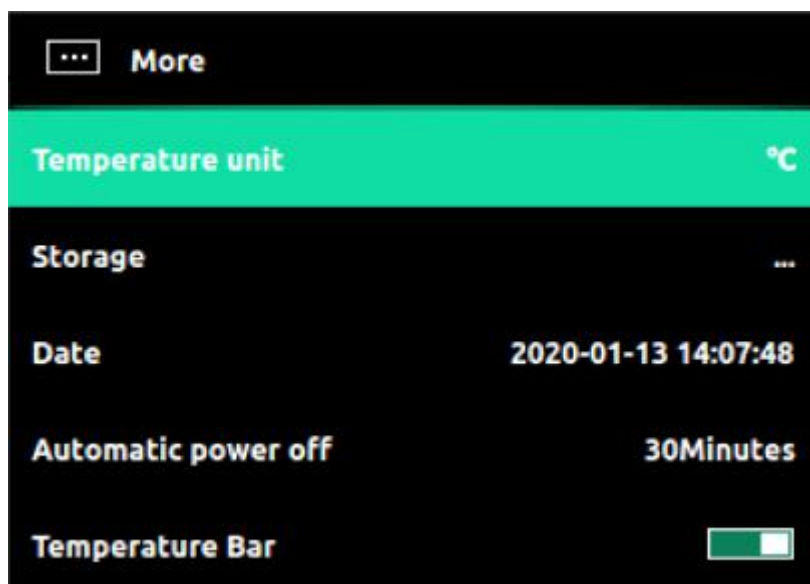 More
Temperature unit °C
Storage ...
Date 2020-01-13 14:07:48
Automatic power off 30Minutes
Temperature Bar